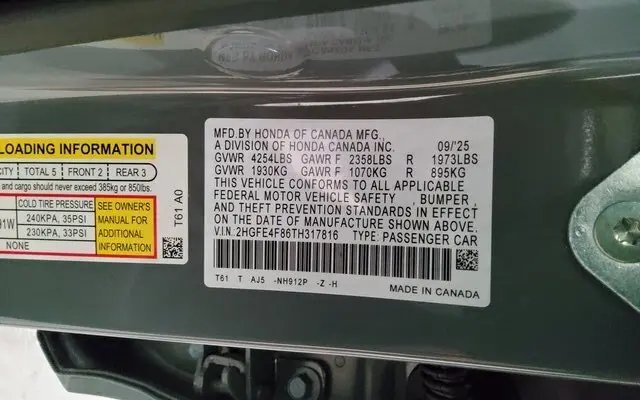 LOADING INFORMATION
CITY TOTAL 5 FRONT 2 REAR 3
and cargo should never exceed 385kg or 850lbs.
COLD TIRE PRESSURE
91W 240KPA, 35PSI
230KPA, 33PSI
NONE
SEE OWNER'S
MANUAL FOR
ADDITIONAL
INFORMATION
T61 A0
MFD.BY HONDA OF CANADA MFG.,
A DIVISION OF HONDA CANADA INC. 09/'25
GVWR 4254LBS GAWR F 2358LBS R 1973LBS
GVWR 1930KG GAWR F 1070KG R 895KG
THIS VEHICLE CONFORMS TO ALL APPLICABLE
FEDERAL MOTOR VEHICLE SAFETY , BUMPER ,
AND THEFT PREVENTION STANDARDS IN EFFECT
ON THE DATE OF MANUFACTURE SHOWN ABOVE.
V.I.N.:2HGFE4F86TH317816 TYPE: PASSENGER CAR
T61 T AJ5 -NH912P -Z -H
MADE IN CANADA